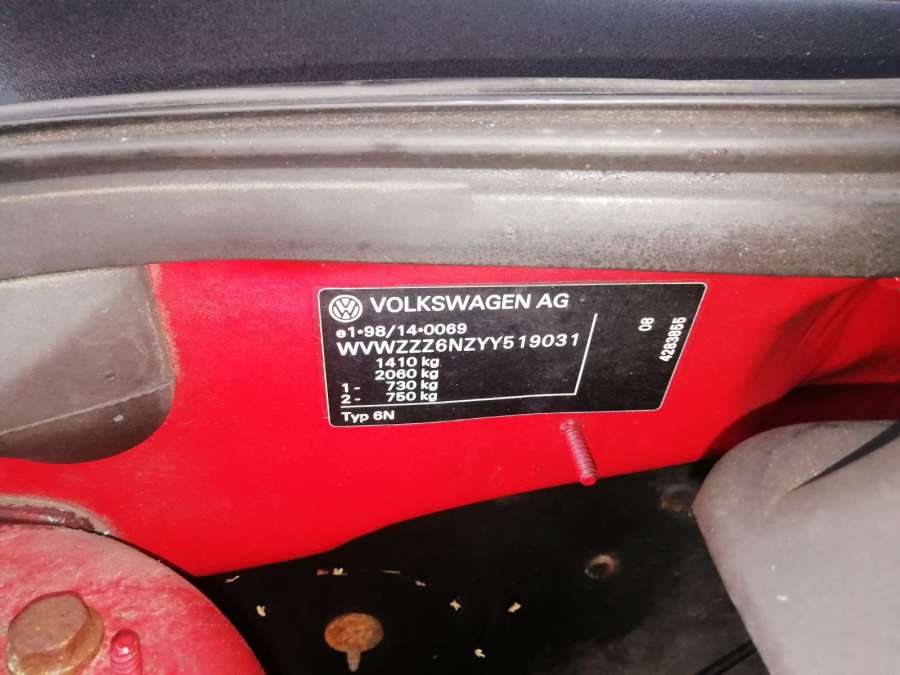 VOLKSWAGEN AG
e1•98/14•0069
WVWZZZ6NZYY519031
1410 kg
2060 kg
1- 730 kg
2- 750 kg
Typ 6N
08
4283855